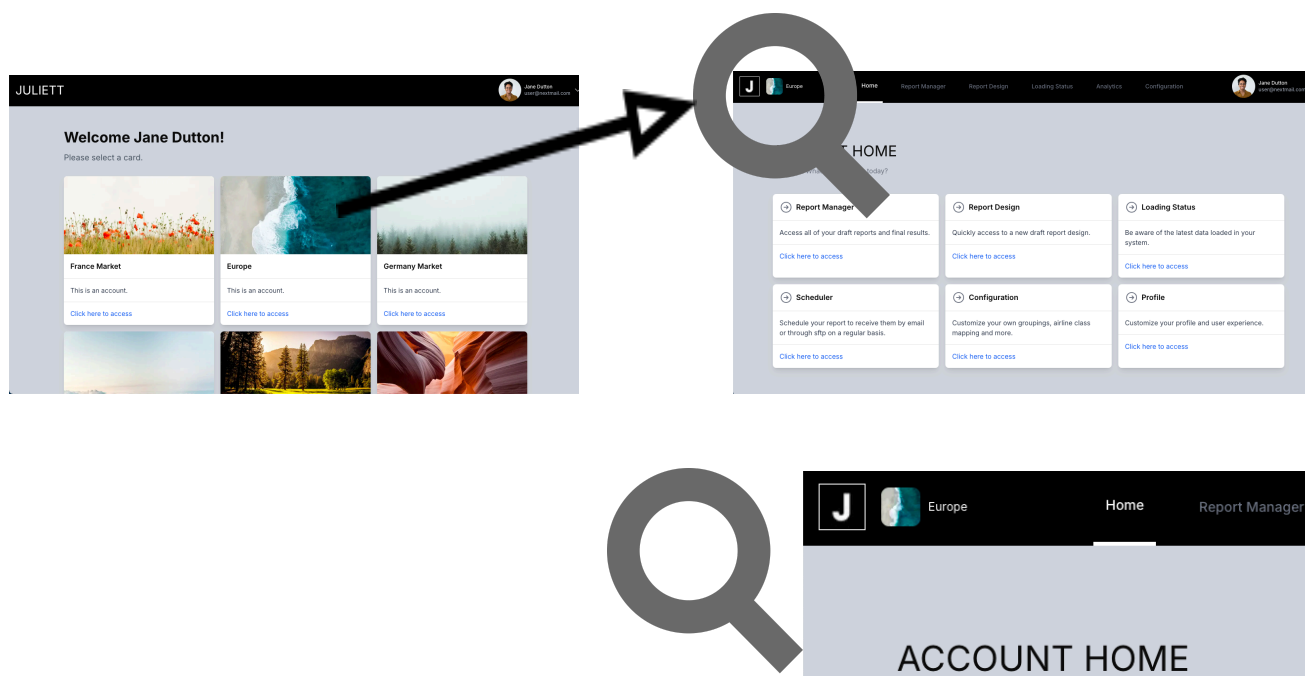 JULIETT
Jane Dutton
user@nextmail.com
Welcome Jane Dutton!
Please select a card.
France Market
This is an account.
Click here to access
Europe
This is an account.
Click here to access
Germany Market
This is an account.
Click here to access
J
Europe
Home
Report Manager
Report Design
Loading Status
Analytics
Configuration
Jane Dutton
user@nextmail.com
HOME
today?
Report Manager
Access all of your draft reports and final results.
Click here to access
Report Design
Quickly access to a new draft report design.
Click here to access
Loading Status
Be aware of the latest data loaded in your
system.
Click here to access
Scheduler
Schedule your report to receive them by email
or through sftp on a regular basis.
Click here to access
Configuration
Customize your own groupings, airline class
mapping and more.
Click here to access
Profile
Customize your profile and user experience.
Click here to access
J
Europe
Home
Report Manager
ACCOUNT HOME